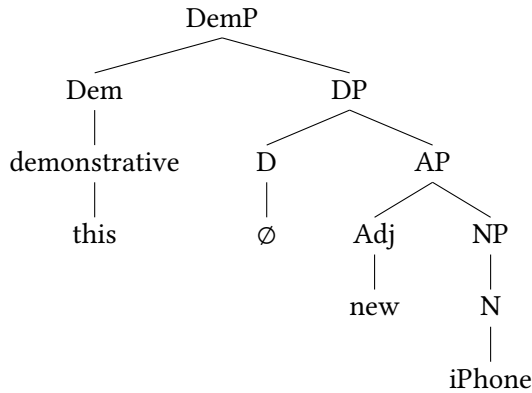 DemP
Dem DP
demonstrative D AP
this ∅ Adj NP
new N
iPhone